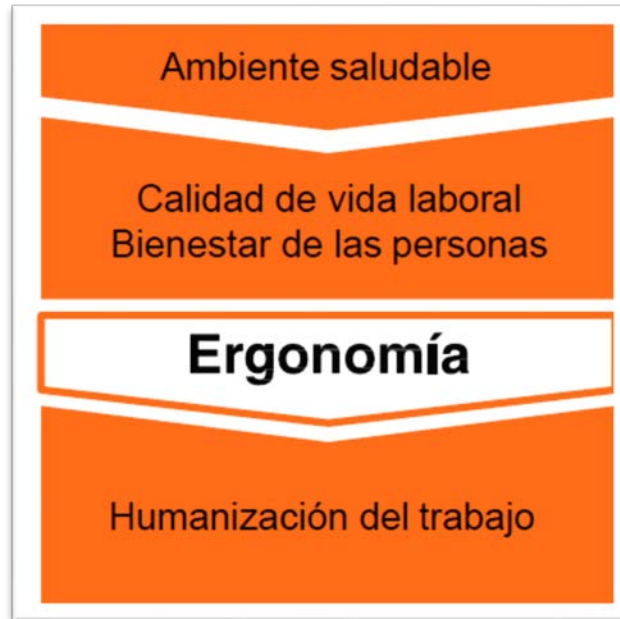 Ambiente saludable
Calidad de vida laboral
Bienestar de las personas
Ergonomía
Humanización del trabajo